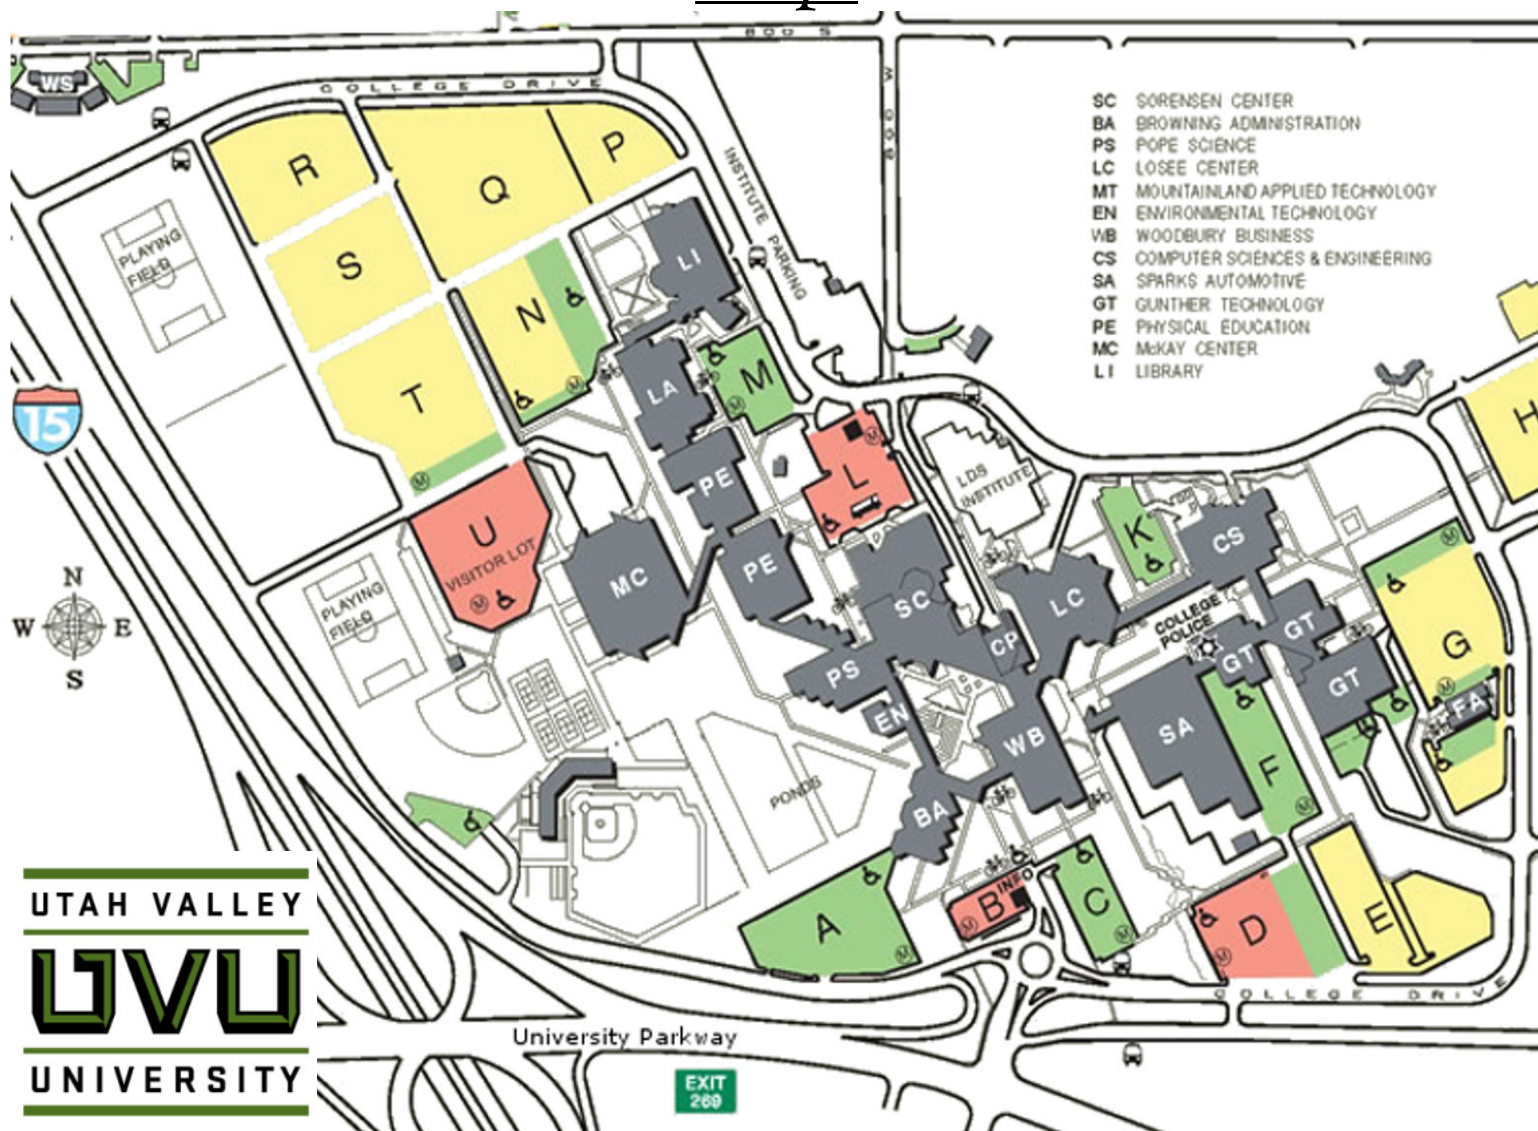 800 S
WS
COLLEGE DRIVE
800 W
SC SORENSEN CENTER
BA BROWNING ADMINISTRATION
PS POPE SCIENCE
LC LOSEE CENTER
MT MOUNTAINLAND APPLIED TECHNOLOGY
EN ENVIRONMENTAL TECHNOLOGY
WB WOODBURY BUSINESS
CS COMPUTER SCIENCES & ENGINEERING
SA SPARKS AUTOMOTIVE
GT GUNTHER TECHNOLOGY
PE PHYSICAL EDUCATION
MC McKAY CENTER
LI LIBRARY
R
Q
P
INSTITUTE PARKING
PLAYING
FIELD
S
LI
N
M
T
LA
H
15
PE
L
LDS
INSTITUTE
U
VISITOR LOT
M
M
M
M
M
K
CS
M
N
W E
S
PLAYING
FIELD
MC
PE
SC
LC
COLLEGE
POLICE
GT
G
CP
GT
GT
PS
M
FA
EN
WB
SA
F
M
PONDS
BA
INFO
A
M
B
M
C
M
D
M
E
COLLEGE DRIVE
UTAH VALLEY
UVU
UNIVERSITY
University Parkway
EXIT
269